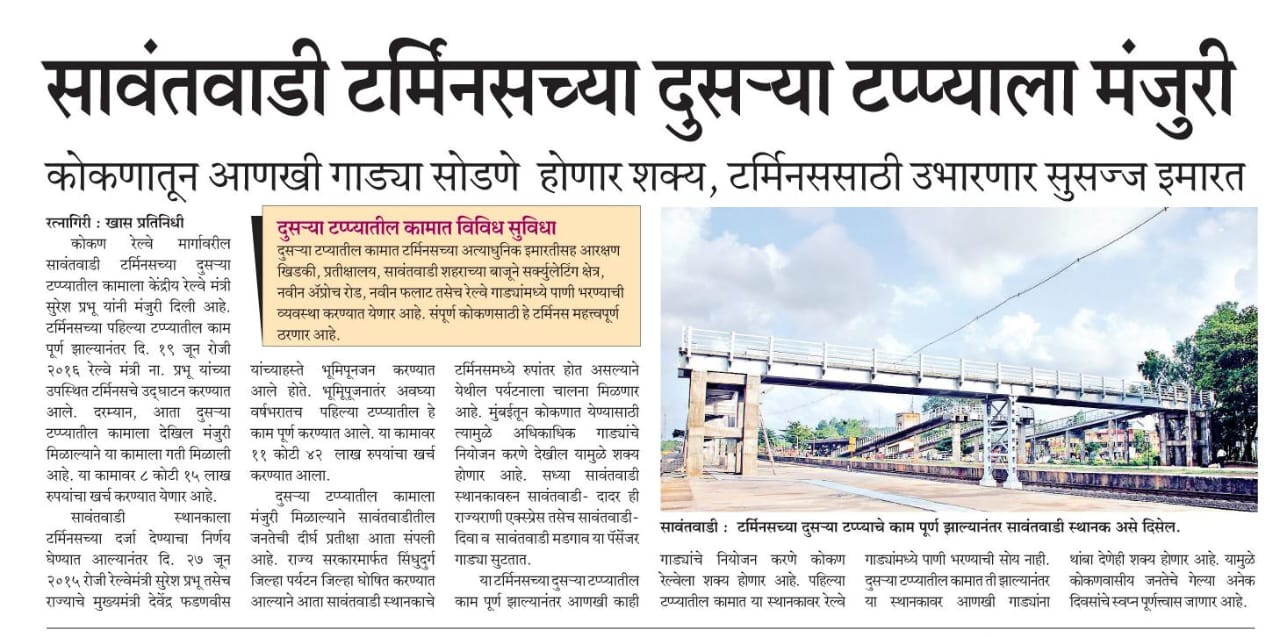 सावंतवाडी टर्मिनसच्या दुसऱ्या टप्प्याला मंजुरी
कोकणातून आणखी गाड्या सोडणे होणार शक्य, टर्मिनससाठी उभारणार सुसज्ज इमारत
रत्नागिरी : खास प्रतिनिधी
कोकण रेल्वे मार्गावरील
सावंतवाडी टर्मिनसच्या दुसऱ्या
टप्प्यातील कामाला केंद्रीय रेल्वे मंत्री
सुरेश प्रभू यांनी मंजुरी दिली आहे.
टर्मिनसच्या पहिल्या टप्प्यातील काम
पूर्ण झाल्यानंतर दि. १९ जून रोजी
२०१६ रेल्वे मंत्री ना. प्रभू यांच्या
उपस्थित टर्मिनसचे उद्घाटन करण्यात
आले. दरम्यान, आता दुसऱ्या
टप्प्यातील कामाला देखिल मंजुरी
मिळाल्याने या कामाला गती मिळाली
आहे. या कामावर ८ कोटी १५ लाख
रुपयांचा खर्च करण्यात येणार आहे.
सावंतवाडी स्थानकाला
टर्मिनसच्या दर्जा देण्याचा निर्णय
घेण्यात आल्यानंतर दि. २७ जून
२०१५ रोजी रेल्वेमंत्री सुरेश प्रभू तसेच
राज्याचे मुख्यमंत्री देवेंद्र फडणवीस
दुसऱ्या टप्प्यातील कामात विविध सुविधा
दुसऱ्या टप्यातील कामात टर्मिनसच्या अत्याधुनिक इमारतीसह आरक्षण
खिडकी, प्रतीक्षालय, सावंतवाडी शहराच्या बाजूने सर्क्युलेटिंग क्षेत्र,
नवीन अ‍ॅप्रोच रोड, नवीन फलाट तसेच रेल्वे गाड्यांमध्ये पाणी भरण्याची
व्यवस्था करण्यात येणार आहे. संपूर्ण कोकणसाठी हे टर्मिनस महत्त्वपूर्ण
ठरणार आहे.
यांच्याहस्ते भूमिपूनजन करण्यात
आले होते. भूमिपूजनातंर अवघ्या
वर्षभरातच पहिल्या टप्प्यातील हे
काम पूर्ण करण्यात आले. या कामावर
११ कोटी ४२ लाख रुपयांचा खर्च
करण्यात आला.
दुसऱ्या टप्प्यातील कामाला
मंजुरी मिळाल्याने सावंतवाडीतील
जनतेची दीर्घ प्रतीक्षा आता संपली
आहे. राज्य सरकारमार्फत सिंधुदुर्ग
जिल्हा पर्यटन जिल्हा घोषित करण्यात
आल्याने आता सावंतवाडी स्थानकाचे
टर्मिनसमध्ये रुपांतर होत असल्याने
येथील पर्यटनाला चालना मिळणार
आहे. मुंबईतून कोकणात येण्यासाठी
त्यामुळे अधिकाधिक गाड्यांचे
नियोजन करणे देखील यामुळे शक्य
होणार आहे. सध्या सावंतवाडी
स्थानकावरुन सावंतवाडी- दादर ही
राज्यराणी एक्स्प्रेस तसेच सावंतवाडी-
दिवा व सावंतवाडी मडगाव या पॅसेंजर
गाड्या सुटतात.
या टर्मिनसच्या दुसऱ्या टप्प्यातील
काम पूर्ण झाल्यानंतर आणखी काही
सावंतवाडी : टर्मिनसच्या दुसऱ्या टप्प्याचे काम पूर्ण झाल्यानंतर सावंतवाडी स्थानक असे दिसेल.
गाड्यांचे नियोजन करणे कोकण
रेल्वेला शक्य होणार आहे. पहिल्या
टप्प्यातील कामात या स्थानकावर रेल्वे
गाड्यांमध्ये पाणी भरण्याची सोय नाही.
दुसऱ्या टप्प्यातील कामात ती झाल्यानंतर
या स्थानकावर आणखी गाड्यांना
थांबा देणेही शक्य होणार आहे. यामुळे
कोकणवासीय जनतेचे गेल्या अनेक
दिवसांचे स्वप्न पूर्णत्त्वास जाणार आहे.